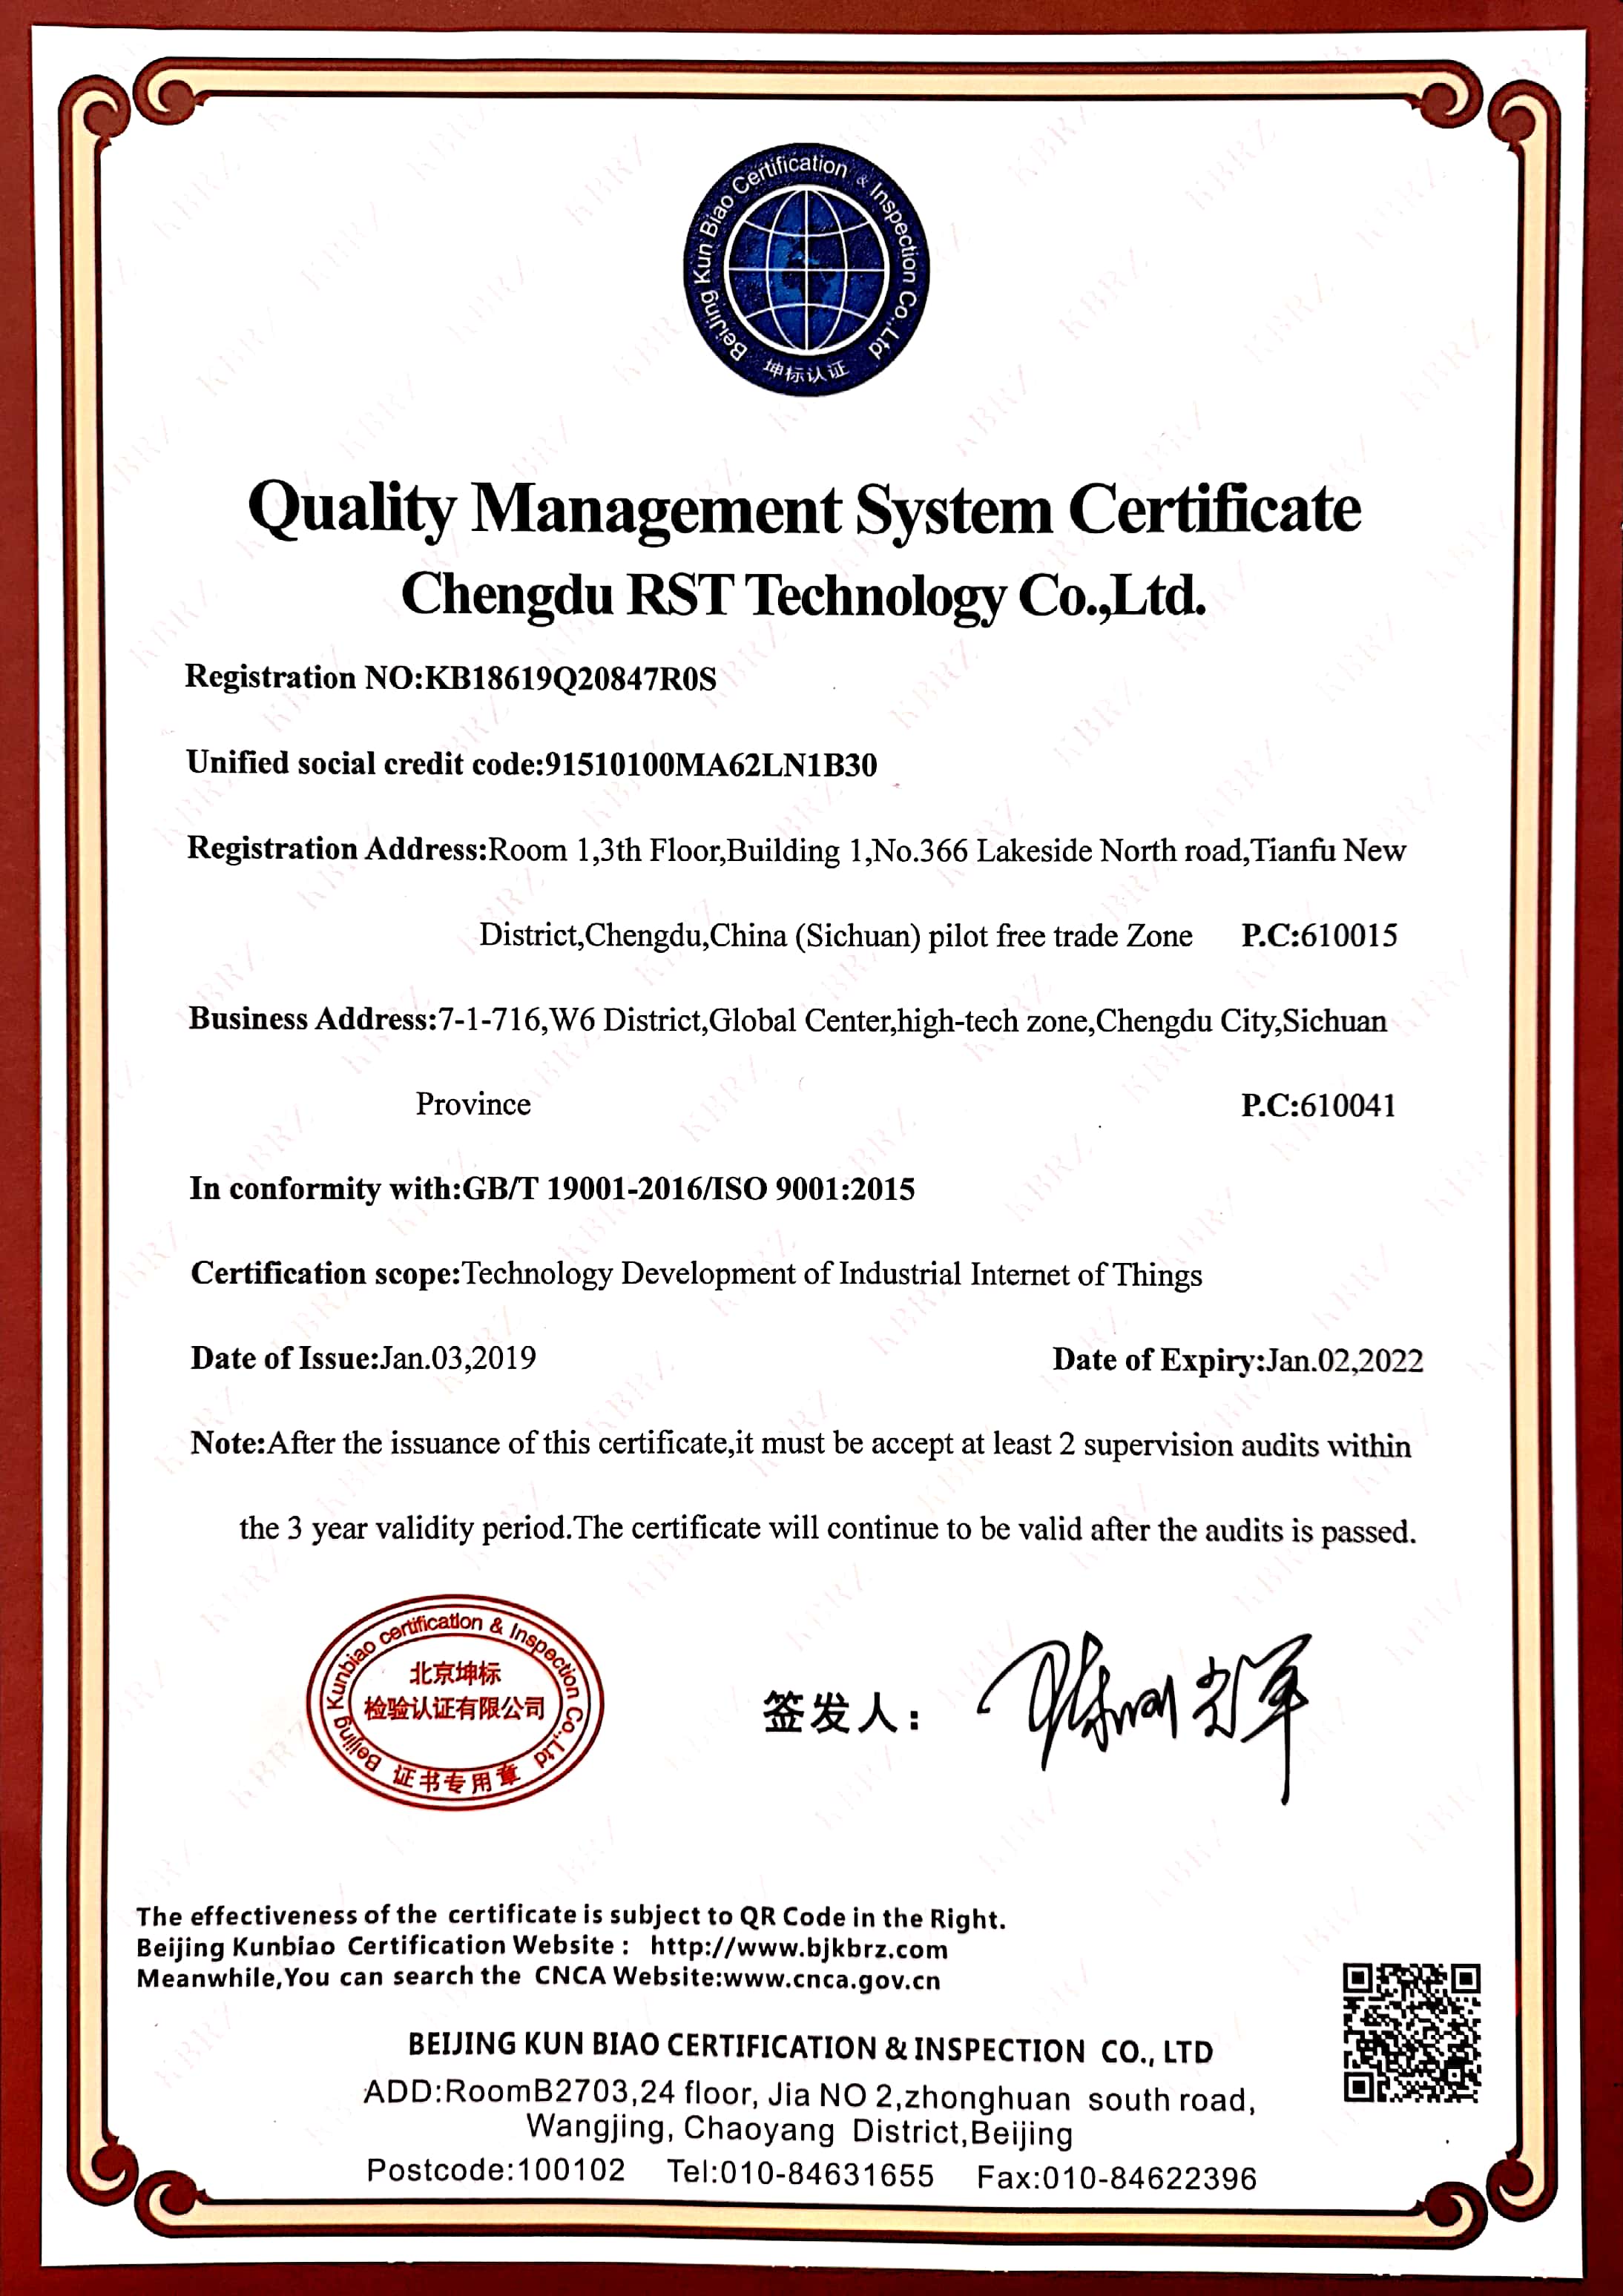 BeiJing Kun Biao Certification & Inspection Co.,Ltd
坤标认证
Quality Management System Certificate
Chengdu RST Technology Co.,Ltd.
Registration NO:KB18619Q20847R0S
Unified social credit code:91510100MA62LN1B30
Registration Address:Room 1,3th Floor,Building 1,No.366 Lakeside North road,Tianfu New
District,Chengdu,China (Sichuan) pilot free trade Zone P.C:610015
Business Address:7-1-716,W6 District,Global Center,high-tech zone,Chengdu City,Sichuan
Province P.C:610041
In conformity with:GB/T 19001-2016/ISO 9001:2015
Certification scope:Technology Development of Industrial Internet of Things
Date of Issue:Jan.03,2019 Date of Expiry:Jan.02,2022
Note:After the issuance of this certificate,it must be accept at least 2 supervision audits within
the 3 year validity period.The certificate will continue to be valid after the audits is passed.
Beijing Kunbiao certification & Inspection Co.,Ltd
北京坤标
检验认证有限公司
证书专用章
签发人：
The effectiveness of the certificate is subject to QR Code in the Right.
Beijing Kunbiao Certification Website : http://www.bjkbrz.com
Meanwhile,You can search the CNCA Website:www.cnca.gov.cn
BEIJING KUN BIAO CERTIFICATION & INSPECTION CO., LTD
ADD:RoomB2703,24 floor, Jia NO 2,zhonghuan south road,
Wangjing, Chaoyang District,Beijing
Postcode:100102 Tel:010-84631655 Fax:010-84622396
KBRZ